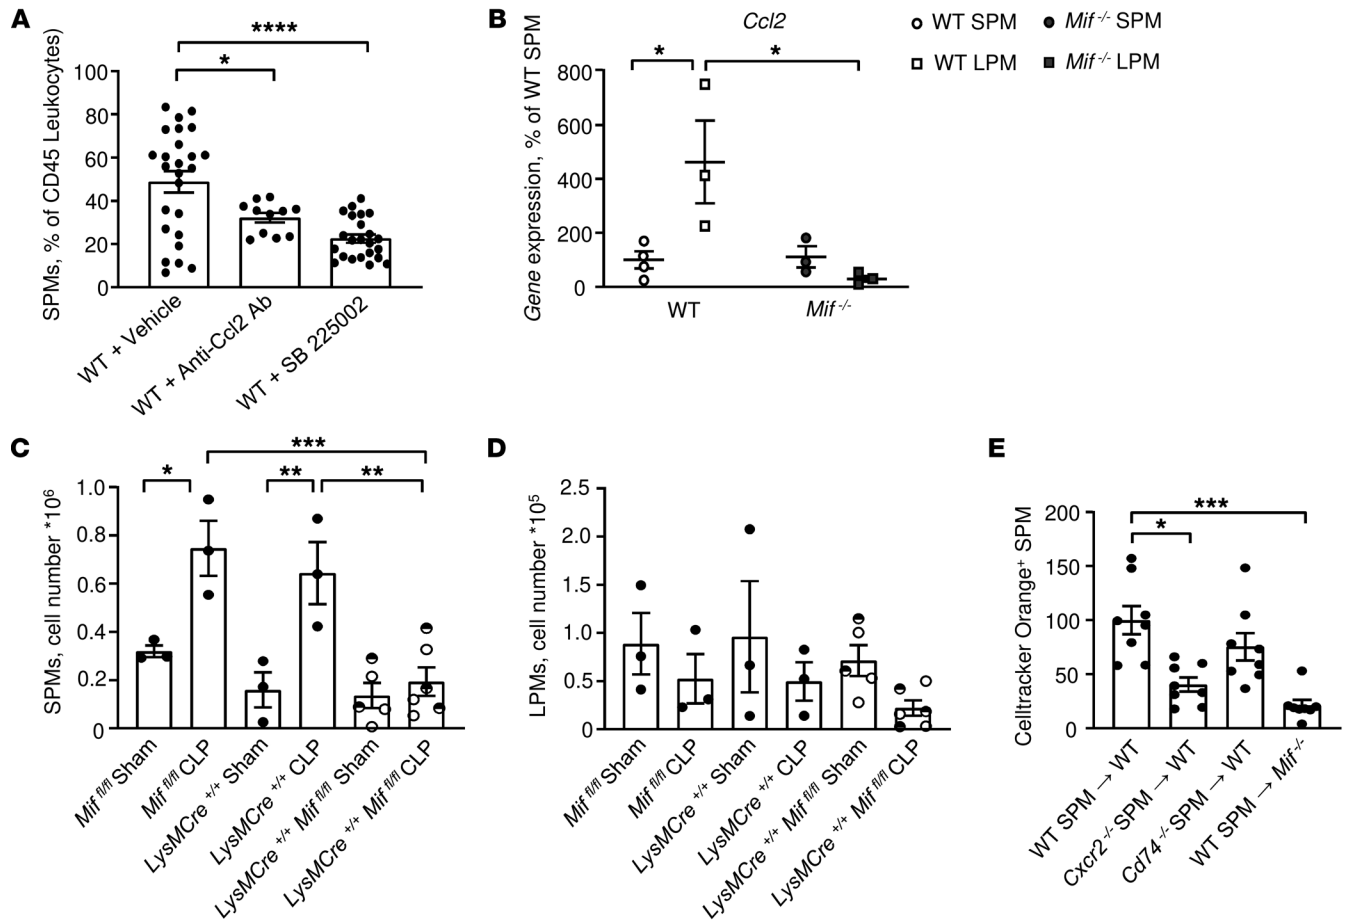 A
SPMs, % of CD45 Leukocytes)
100
80
60
40
20
0
****
*
WT + Vehicle
WT + Anti-Ccl2 Ab
WT + SB 225002
B
Ccl2
Gene expression, % of WT SPM
800
600
400
200
0
*
*
WT
Mif -/-
WT SPM
Mif -/- SPM
WT LPM
Mif -/- LPM
C
SPMs, cell number *10⁶
1.0
0.8
0.6
0.4
0.2
0
***
*
**
**
Mif fl/fl Sham
Mif fl/fl CLP
LysMCre +/+ Sham
LysMCre +/+ CLP
LysMCre +/+ Mif fl/fl Sham
LysMCre +/+ Mif fl/fl CLP
D
LPMs, cell number *10⁵
2.5
2.0
1.5
1.0
0.5
0
Mif fl/fl Sham
Mif fl/fl CLP
LysMCre +/+ Sham
LysMCre +/+ CLP
LysMCre +/+ Mif fl/fl Sham
LysMCre +/+ Mif fl/fl CLP
E
Celltracker Orange⁺ SPM
200
150
100
50
0
***
*
WT SPM → WT
Cxcr2-/- SPM → WT
Cd74-/- SPM → WT
WT SPM → Mif-/-